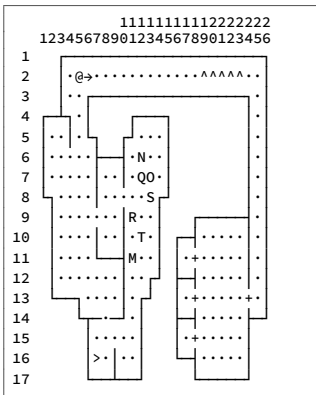 11111111112222222
12345678901234567890123456
1
2 ·@→············^^^^^··
3 ·· ·
4 · ·
5 ·· · ··· ·
6 ····· ·N· ·
7 ····· ·· ·QO ·
8 ····· ·····S ·
9 ······· R·· ····· ·
10 ···· ·· ·T· · ····· ·
11 ····· M·· ·+····· ·
12 ······· ··· · ····· ·
13 ···· · ·+·····+·
14 ·· · · ·····
15 ··· ·· ·+·····
16 >· ·· · ·····
17